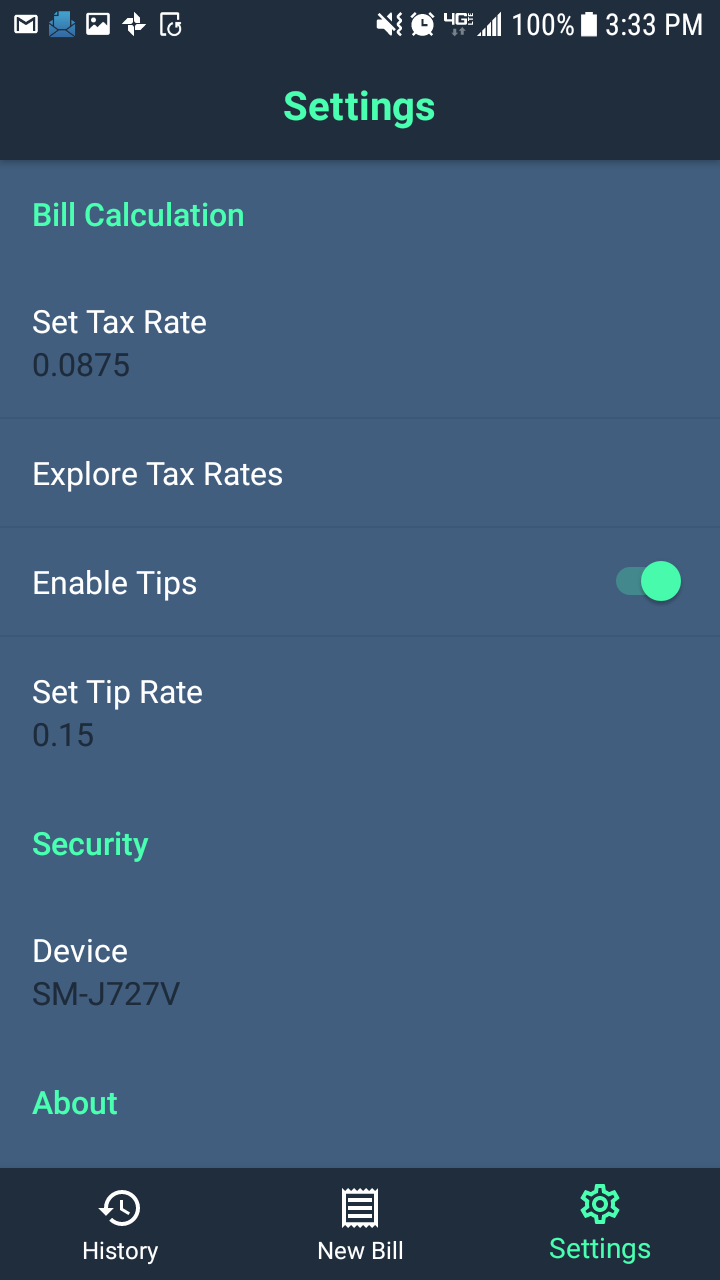 4G 100% 3:33 PM
Settings
Bill Calculation
Set Tax Rate
0.0875
Explore Tax Rates
Enable Tips
Set Tip Rate
0.15
Security
Device
SM-J727V
About
History
New Bill
Settings